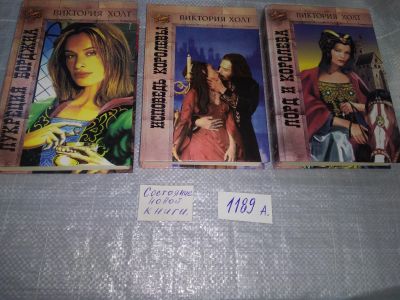 ВИКТОРИЯ ХОЛТ
ЛУКРЕЦИЯ БОРДЖИА
ВИКТОРИЯ ХОЛТ
ИСПОВЕДЬ КОРОЛЕВЫ
ВИКТОРИЯ ХОЛТ
ЛОРД И КОРОЛЕВА
Состояние
новой
книги.
1189 А.